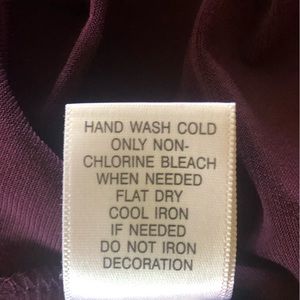 HAND WASH COLD
ONLY NON-
CHLORINE BLEACH
WHEN NEEDED
FLAT DRY
COOL IRON
IF NEEDED
DO NOT IRON
DECORATION